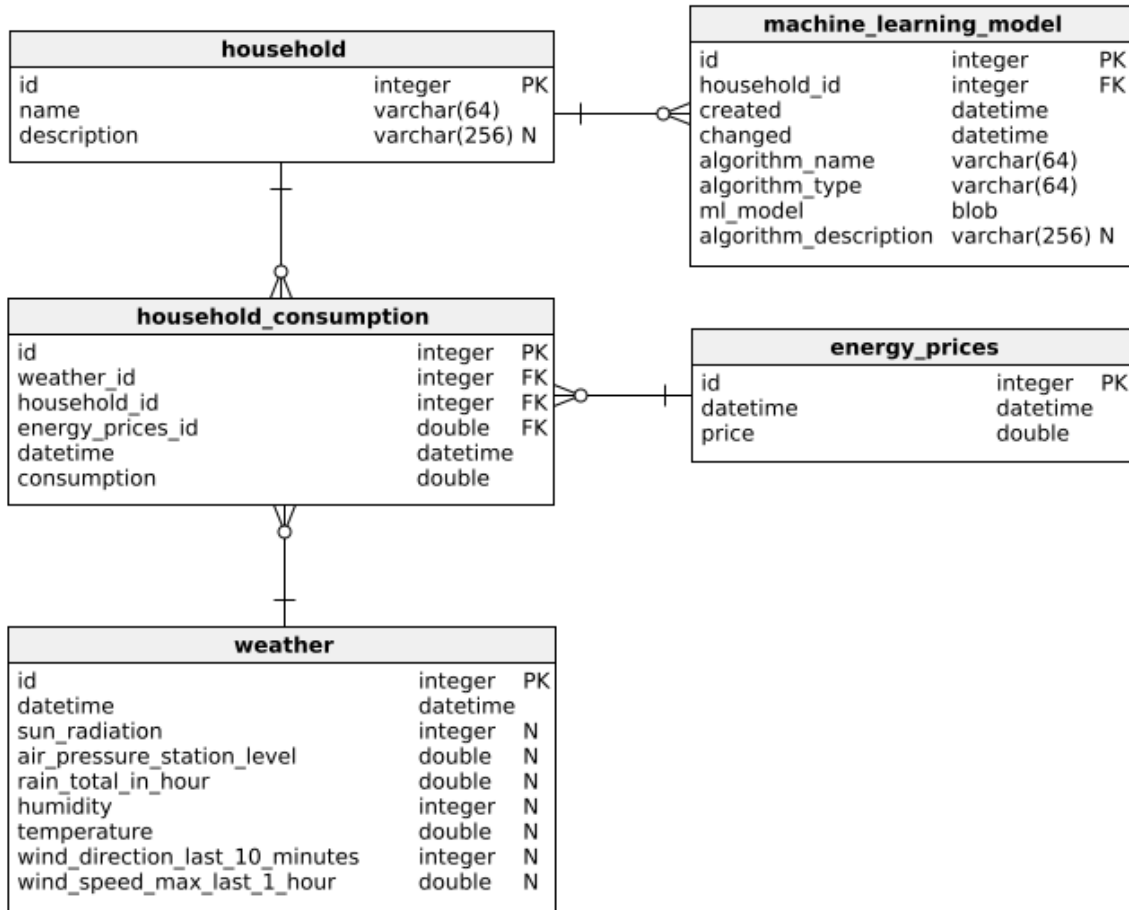 household
id integer PK
name varchar(64)
description varchar(256) N
machine_learning_model
id integer PK
household_id integer FK
created datetime
changed datetime
algorithm_name varchar(64)
algorithm_type varchar(64)
ml_model blob
algorithm_description varchar(256) N
household_consumption
id integer PK
weather_id integer FK
household_id integer FK
energy_prices_id double FK
datetime datetime
consumption double
energy_prices
id integer PK
datetime datetime
price double
weather
id integer PK
datetime datetime
sun_radiation integer N
air_pressure_station_level double N
rain_total_in_hour double N
humidity integer N
temperature double N
wind_direction_last_10_minutes integer N
wind_speed_max_last_1_hour double N